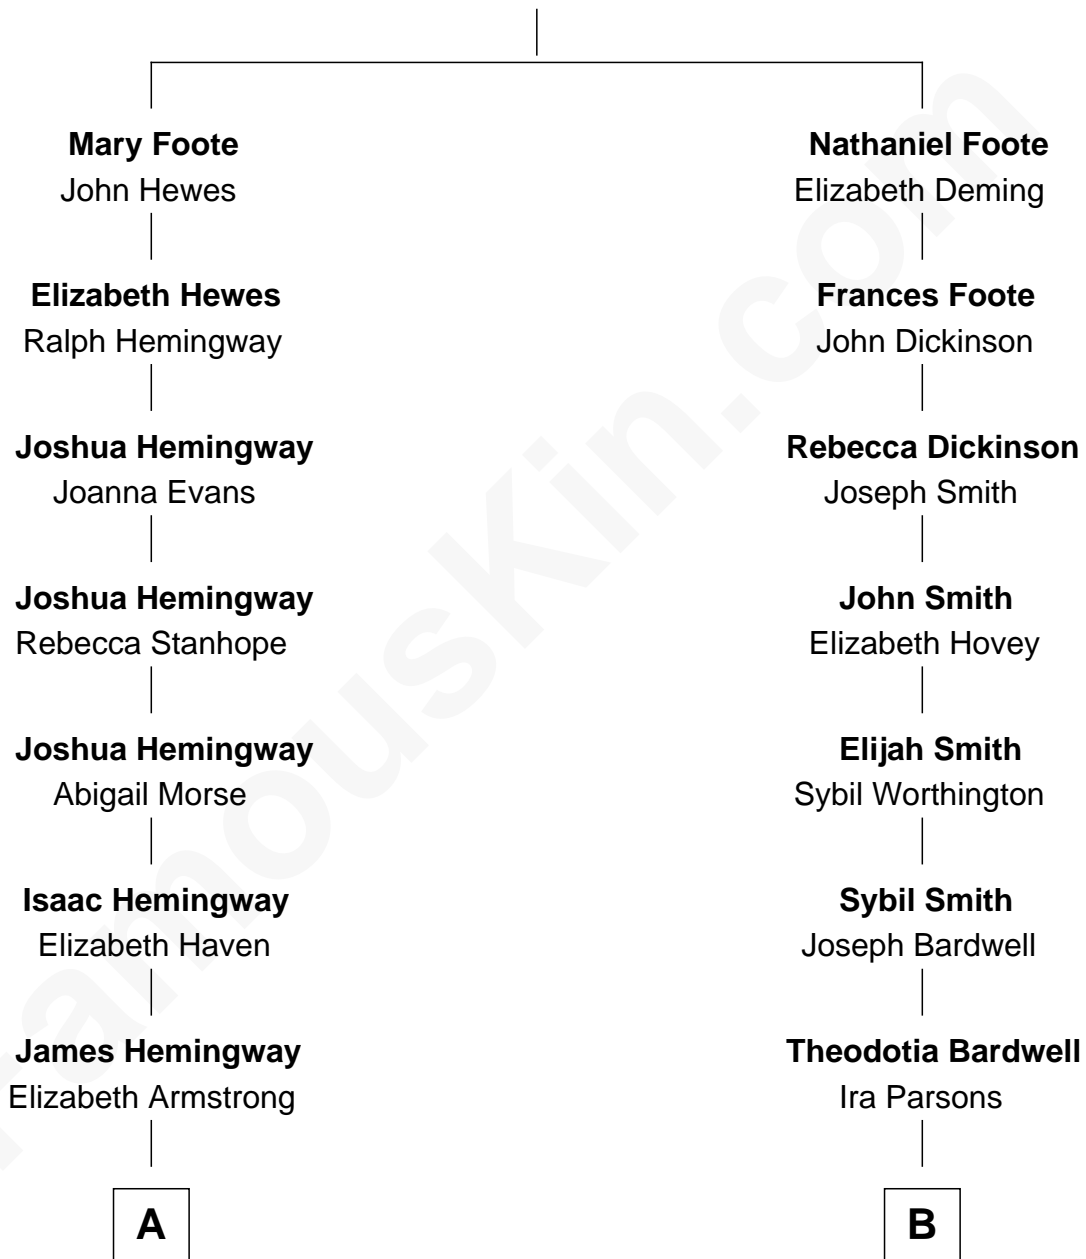 Mary Foote
John Hewes
Elizabeth Hewes
Ralph Hemingway
Joshua Hemingway
Joanna Evans
Joshua Hemingway
Rebecca Stanhope
Joshua Hemingway
Abigail Morse
Isaac Hemingway
Elizabeth Haven
James Hemingway
Elizabeth Armstrong
A
Nathaniel Foote
Elizabeth Deming
Frances Foote
John Dickinson
Rebecca Dickinson
Joseph Smith
John Smith
Elizabeth Hovey
Elijah Smith
Sybil Worthington
Sybil Smith
Joseph Bardwell
Theodotia Bardwell
Ira Parsons
B
FamousKin.com